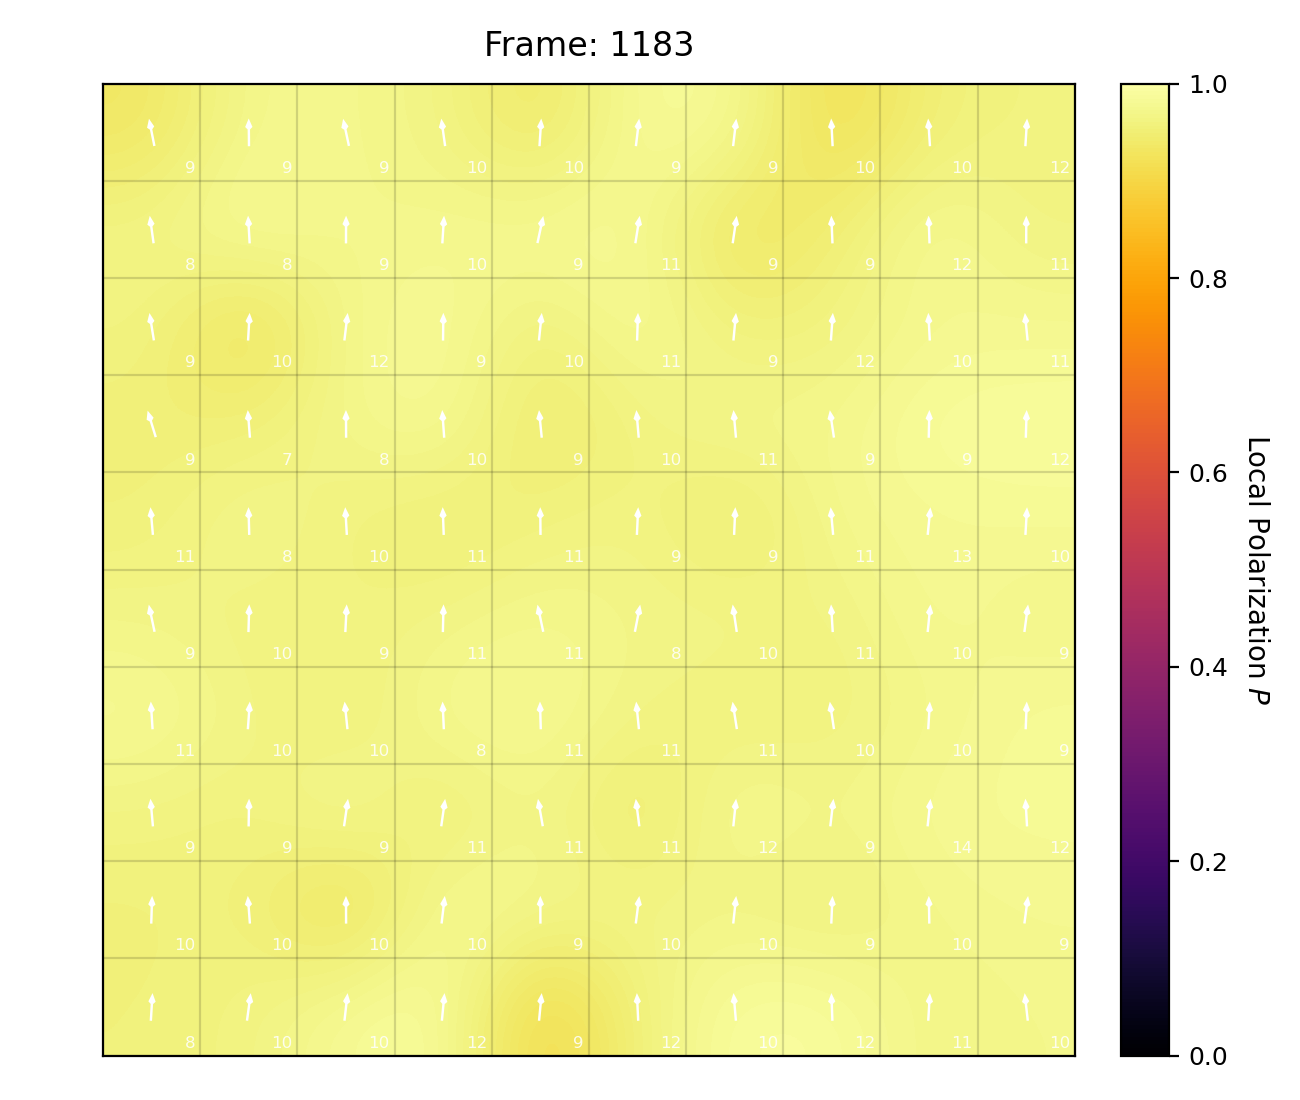 Frame: 1183
9 9 9 10 10 9 9 10 10 12
8 8 9 10 9 11 9 9 12 11
9 10 12 9 10 11 9 12 10 11
9 7 8 10 9 10 11 9 9 12
11 8 10 11 11 9 9 11 13 10
9 10 9 11 11 8 10 11 10 9
11 10 10 8 11 11 11 10 10 9
9 9 9 11 11 11 12 9 14 12
10 10 10 10 9 10 10 9 10 9
8 10 10 12 9 12 10 12 11 10
1.0
0.8
0.6
0.4
0.2
0.0
Local Polarization P